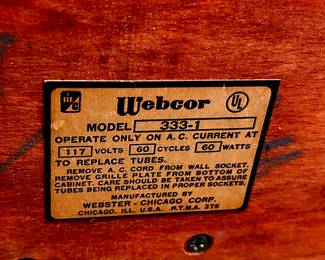 W C
Webcor
UL
MODEL 333-1
OPERATE ONLY ON A.C. CURRENT AT
117 VOLTS 60 CYCLES 60 WATTS
TO REPLACE TUBES.
REMOVE A.C. CORD FROM WALL SOCKET.
REMOVE GRILLE PLATE FROM BOTTOM OF
CABINET. CARE SHOULD BE TAKEN TO ASSURE
TUBES BEING REPLACED IN PROPER SOCKETS.
MANUFACTURED BY
WEBSTER - CHICAGO CORP.
CHICAGO, ILL. U.S.A. R.T.M.A. 375